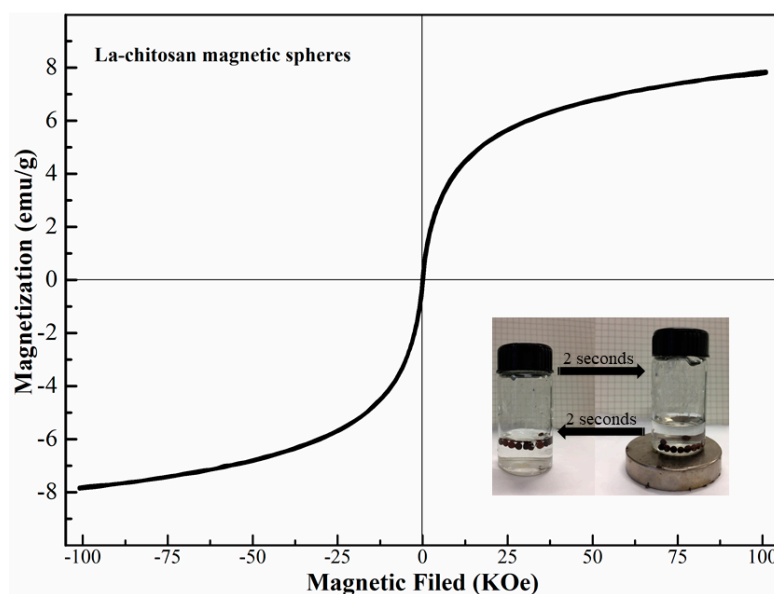 La-chitosan magnetic spheres
8
6
4
2
0
-2
-4
-6
-8
Magnetization (emu/g)
2 seconds
2 seconds
-100 -75 -50 -25 0 25 50 75 100
Magnetic Filed (KOe)